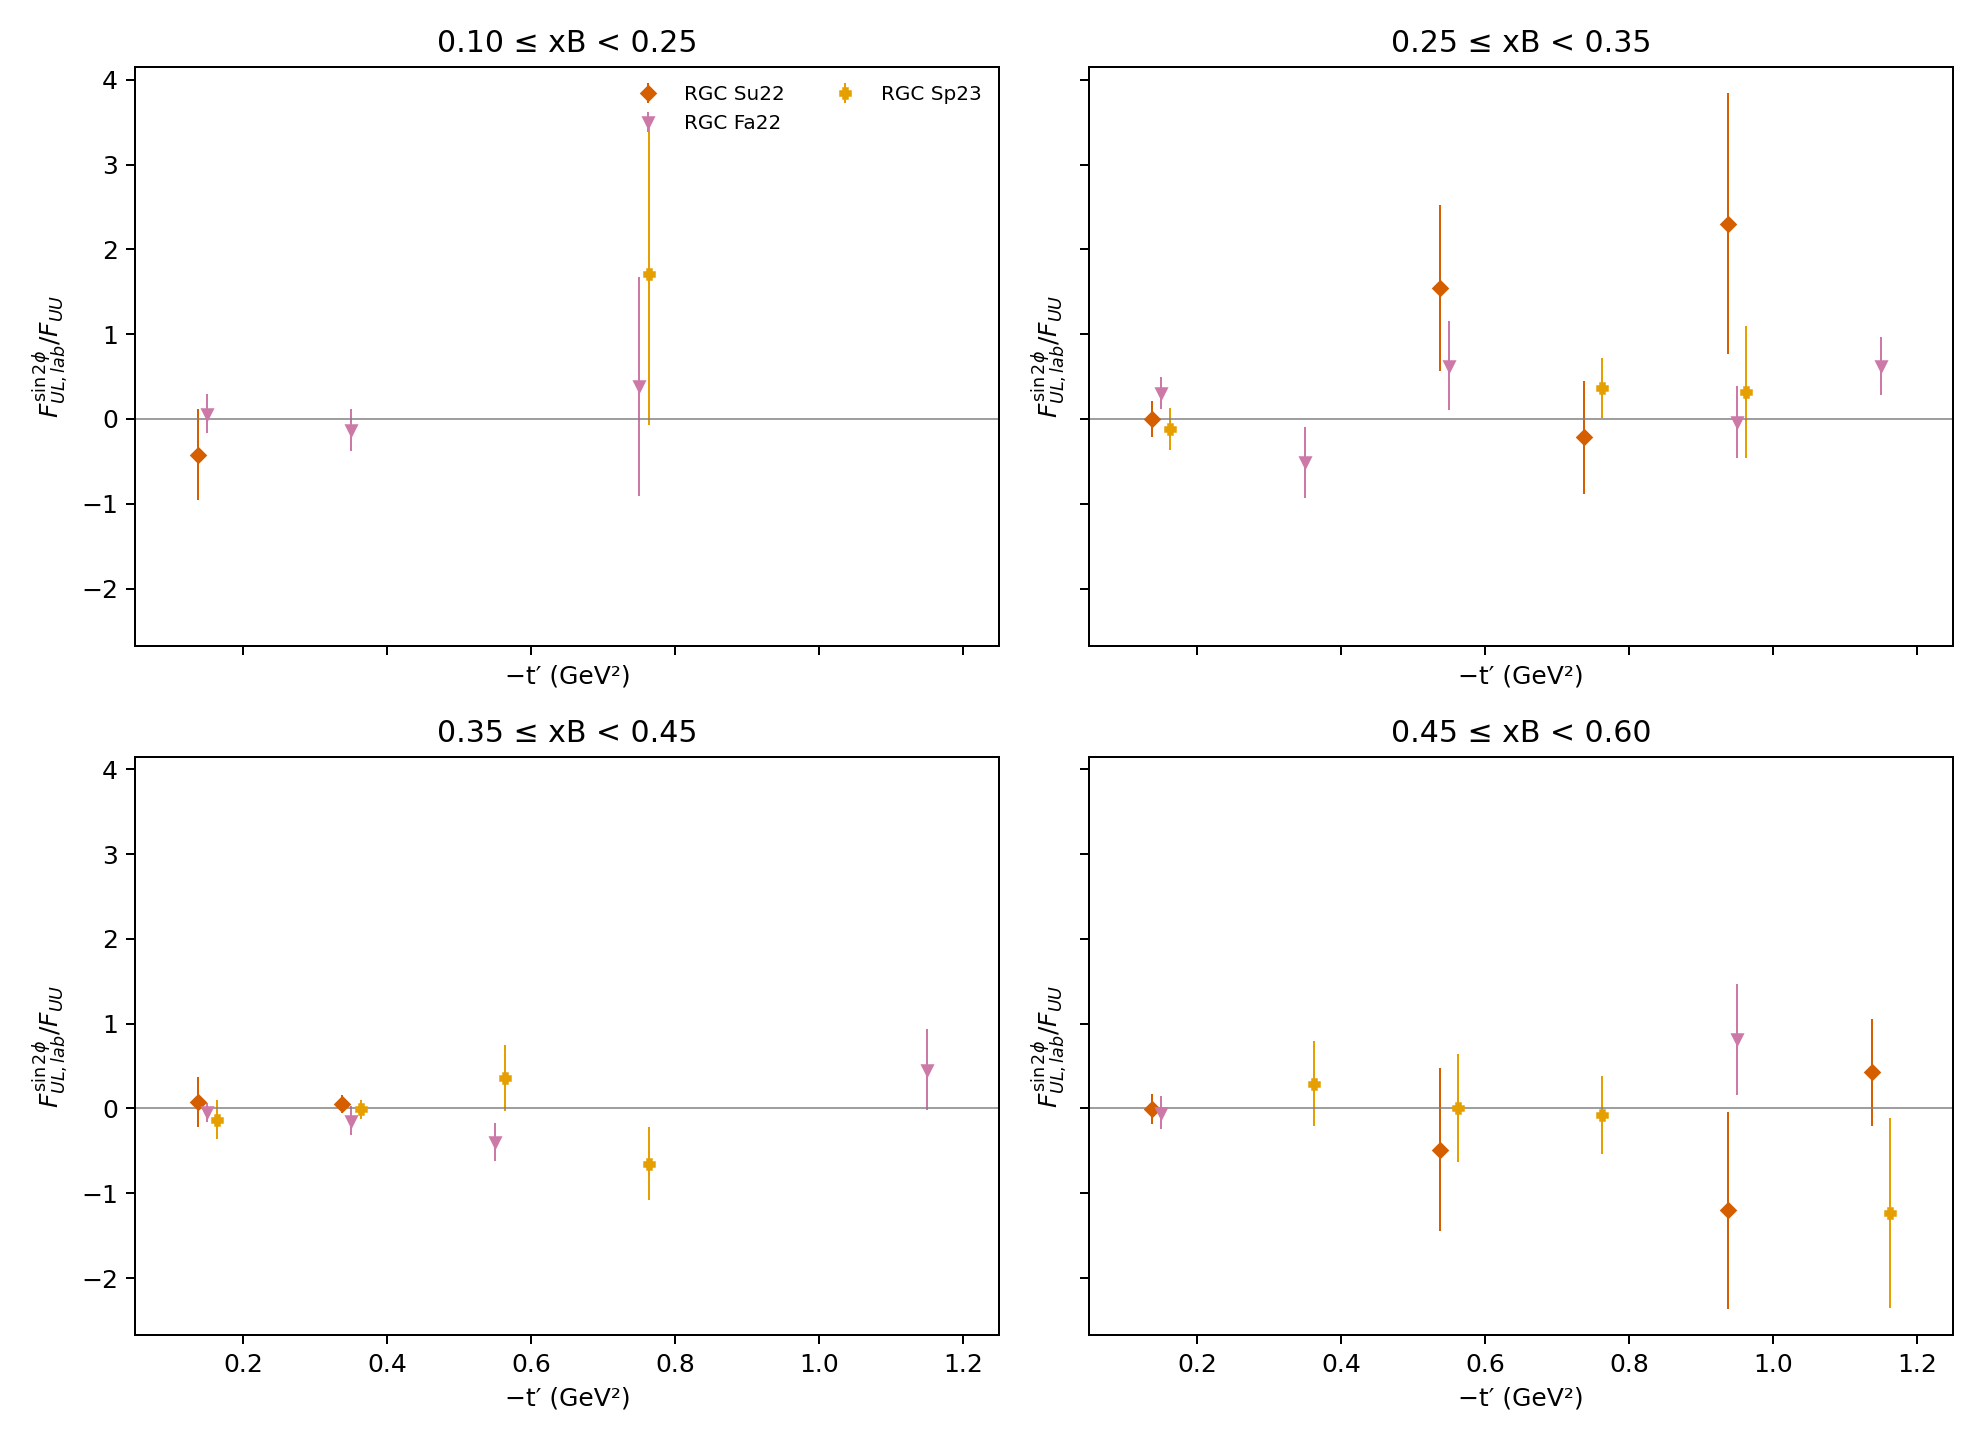 0.10 ≤ xB < 0.25
RGC Su22
RGC Fa22
RGC Sp23
4
3
2
1
0
−1
−2
F_{UL,lab}^{sin2ϕ}/F_{UU}
−t′ (GeV²)
0.25 ≤ xB < 0.35
F_{UL,lab}^{sin2ϕ}/F_{UU}
−t′ (GeV²)
0.35 ≤ xB < 0.45
4
3
2
1
0
−1
−2
F_{UL,lab}^{sin2ϕ}/F_{UU}
0.2 0.4 0.6 0.8 1.0 1.2
−t′ (GeV²)
0.45 ≤ xB < 0.60
F_{UL,lab}^{sin2ϕ}/F_{UU}
0.2 0.4 0.6 0.8 1.0 1.2
−t′ (GeV²)